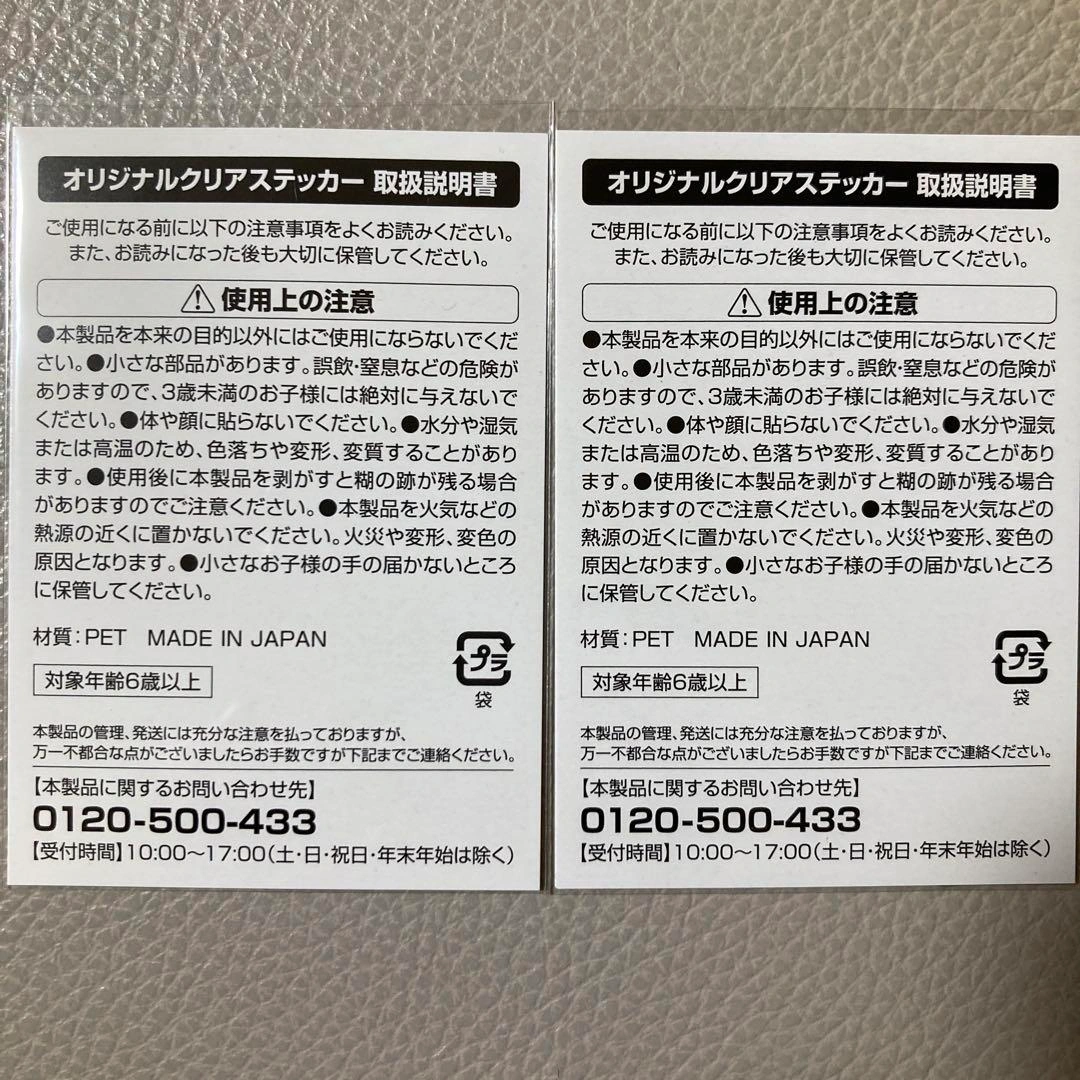 オリジナルクリアステッカー 取扱説明書
ご使用になる前に以下の注意事項をよくお読みください。
また、お読みになった後も大切に保管してください。
使用上の注意
●本製品を本来の目的以外にはご使用にならないでくだ
さい。●小さな部品があります。誤飲・窒息などの危険が
ありますので、3歳未満のお子様には絶対に与えないで
ください。●体や顔に貼らないでください。●水分や湿気
または高温のため、色落ちや変形、変質することがあり
ます。●使用後に本製品を剥がすと糊の跡が残る場合
がありますのでご注意ください。●本製品を火気などの
熱源の近くに置かないでください。火災や変形、変色の
原因となります。●小さなお子様の手の届かないところ
に保管してください。
材質：PET　MADE IN JAPAN
プラ
袋
対象年齢6歳以上
本製品の管理、発送には充分な注意を払っておりますが、
万一不都合な点がございましたらお手数ですが下記までご連絡ください。
【本製品に関するお問い合わせ先】
0120-500-433
【受付時間】10:00～17:00（土・日・祝日・年末年始は除く）
オリジナルクリアステッカー 取扱説明書
ご使用になる前に以下の注意事項をよくお読みください。
また、お読みになった後も大切に保管してください。
使用上の注意
●本製品を本来の目的以外にはご使用にならないでくだ
さい。●小さな部品があります。誤飲・窒息などの危険が
ありますので、3歳未満のお子様には絶対に与えないで
ください。●体や顔に貼らないでください。●水分や湿気
または高温のため、色落ちや変形、変質することがあり
ます。●使用後に本製品を剥がすと糊の跡が残る場合
がありますのでご注意ください。●本製品を火気などの
熱源の近くに置かないでください。火災や変形、変色の
原因となります。●小さなお子様の手の届かないところ
に保管してください。
材質：PET　MADE IN JAPAN
プラ
袋
対象年齢6歳以上
本製品の管理、発送には充分な注意を払っておりますが、
万一不都合な点がございましたらお手数ですが下記までご連絡ください。
【本製品に関するお問い合わせ先】
0120-500-433
【受付時間】10:00～17:00（土・日・祝日・年末年始は除く）